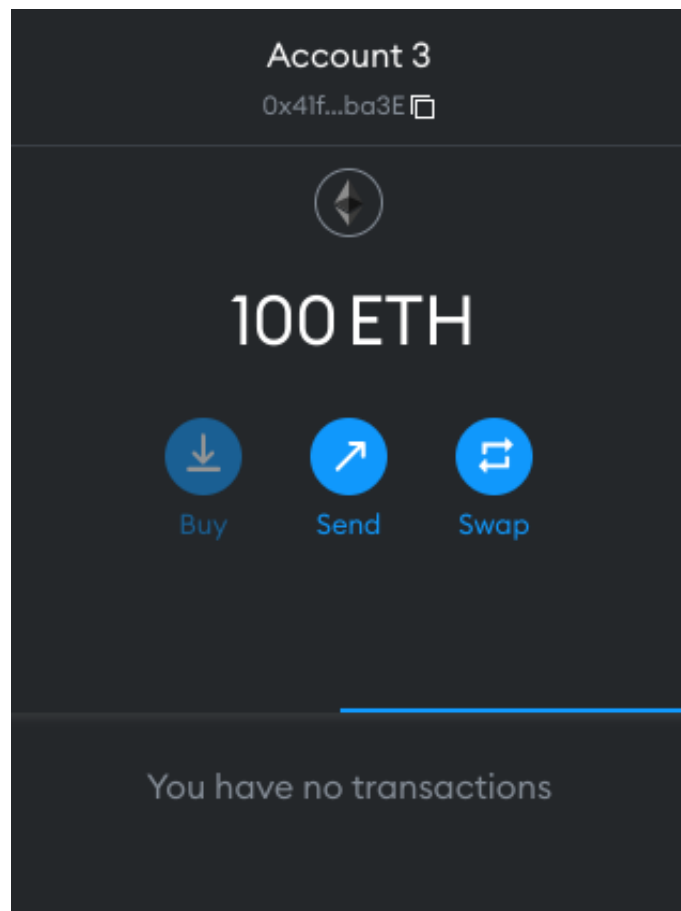 Account 3
0x41f...ba3E
100 ETH
Buy Send Swap
You have no transactions